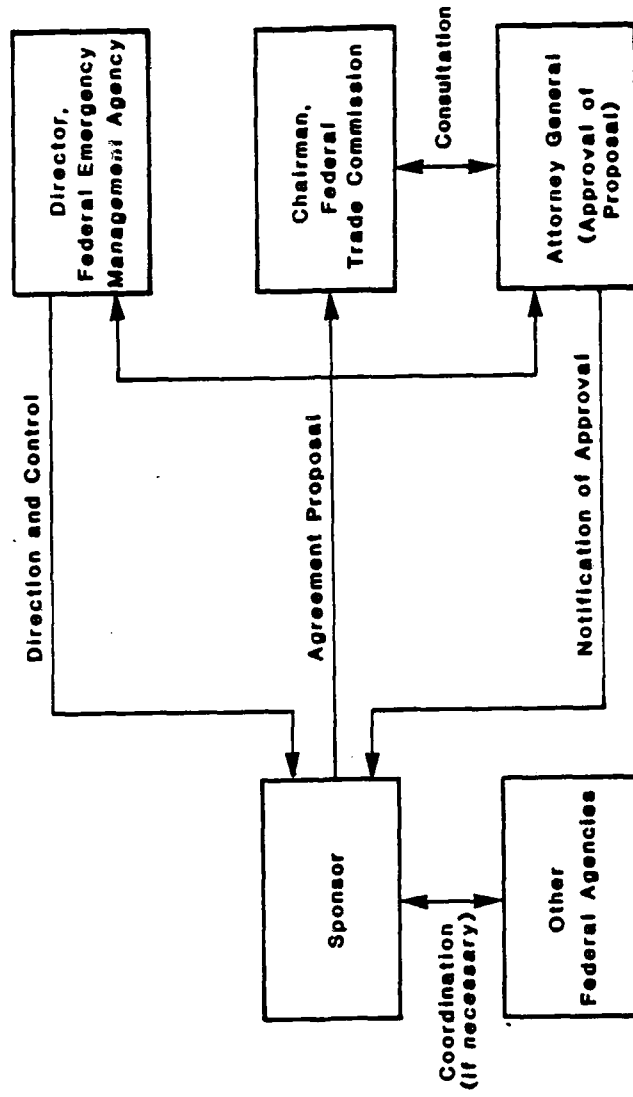 Director,
Federal Emergency
Management Agency
Direction and Control
Chairman,
Federal
Trade Commission
Agreement Proposal
Consultation
Sponsor
Attorney General
(Approval of
Proposal)
Notification of Approval
Coordination
(if necessary)
Other
Federal Agencies